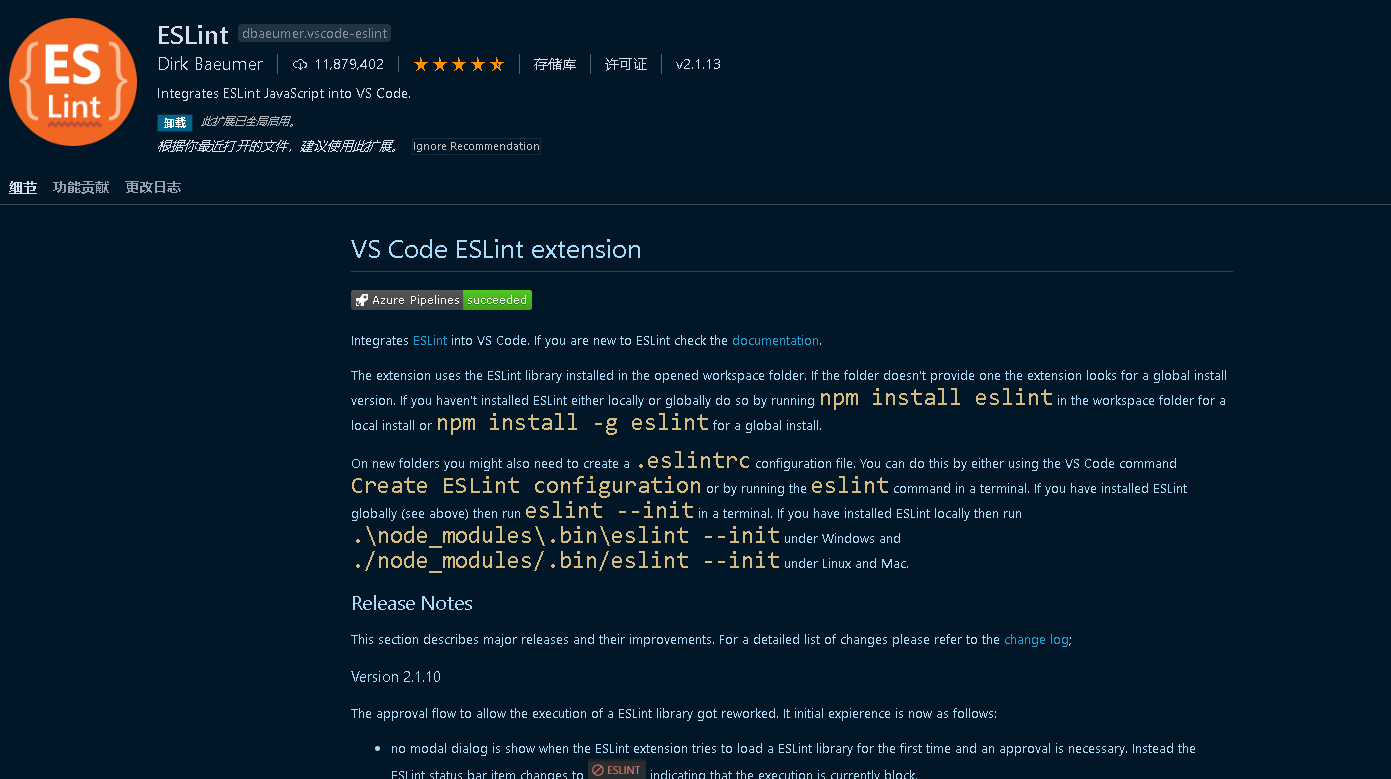 ES
Lint
ESLint dbaeumer.vscode-eslint
Dirk Baeumer 11,879,402 存储库 许可证 v2.1.13
Integrates ESLint JavaScript into VS Code.
卸载 此扩展已全局启用。
根据你最近打开的文件，建议使用此扩展。 Ignore Recommendation
细节 功能贡献 更改日志
VS Code ESLint extension
Azure Pipelines succeeded
Integrates ESLint into VS Code. If you are new to ESLint check the documentation.
The extension uses the ESLint library installed in the opened workspace folder. If the folder doesn't provide one the extension looks for a global install
version. If you haven't installed ESLint either locally or globally do so by running npm install eslint in the workspace folder for a
local install or npm install -g eslint for a global install.
On new folders you might also need to create a .eslintrc configuration file. You can do this by either using the VS Code command
Create ESLint configuration or by running the eslint command in a terminal. If you have installed ESLint
globally (see above) then run eslint --init in a terminal. If you have installed ESLint locally then run
.\node_modules\.bin\eslint --init under Windows and
./node_modules/.bin/eslint --init under Linux and Mac.
Release Notes
This section describes major releases and their improvements. For a detailed list of changes please refer to the change log;
Version 2.1.10
The approval flow to allow the execution of a ESLint library got reworked. It initial expierence is now as follows:
• no modal dialog is show when the ESLint extension tries to load a ESLint library for the first time and an approval is necessary. Instead the
ESLint status bar item changes to ESLINT indicating that the execution is currently block.